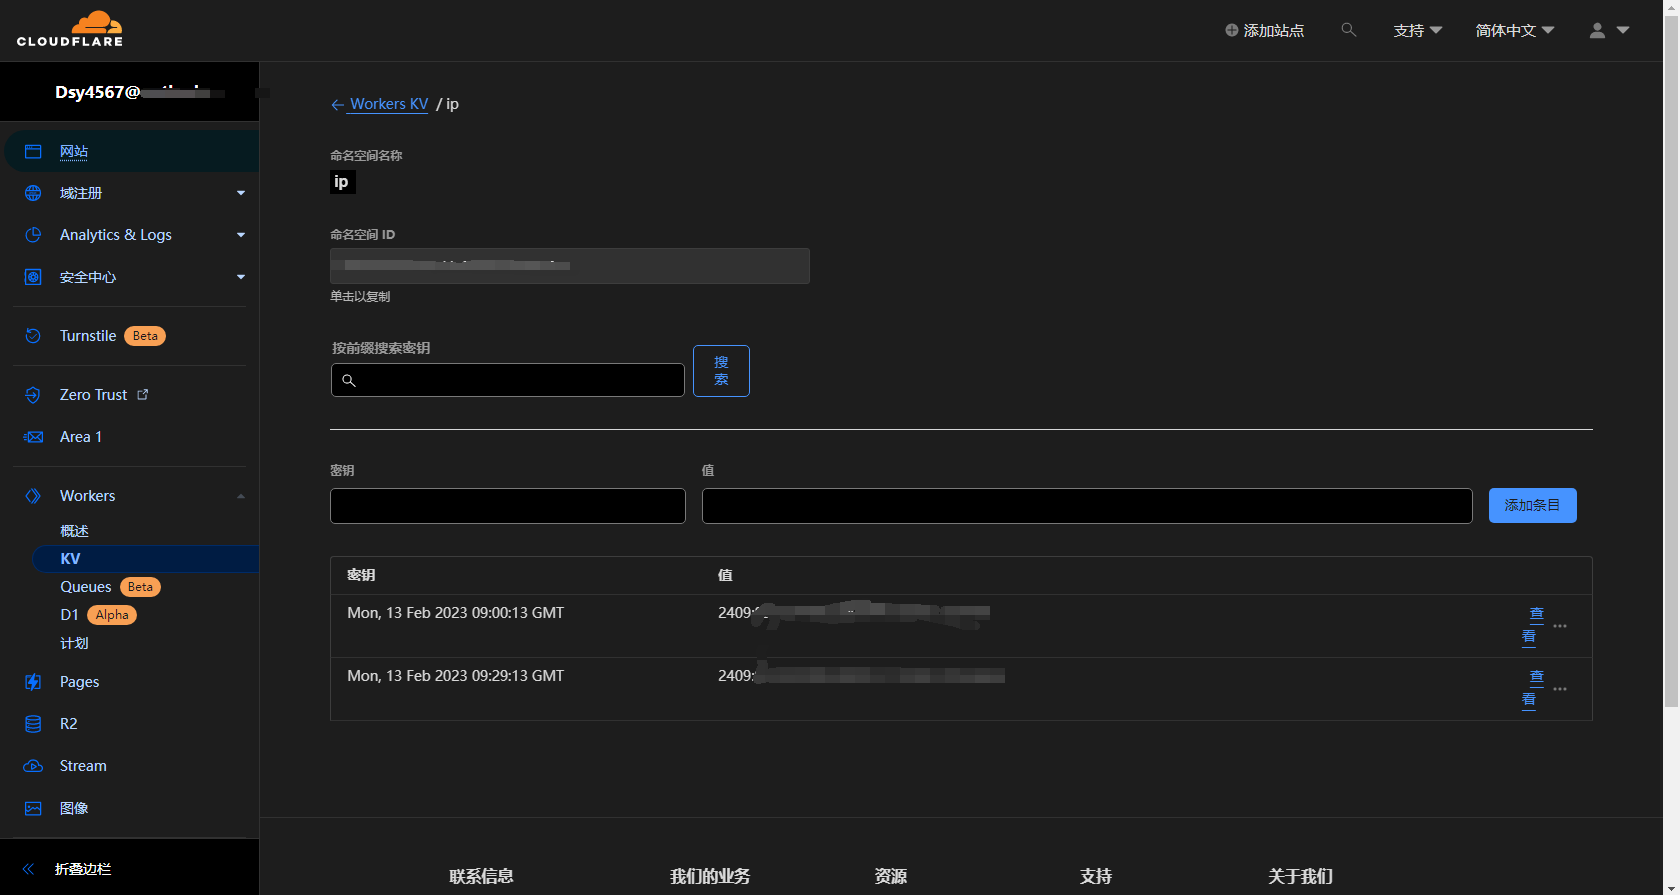 CLOUDFLARE
添加站点
支持
简体中文
Dsy4567@
网站
域注册
Analytics & Logs
安全中心
Turnstile Beta
Zero Trust
Area 1
Workers
概述
KV
Queues Beta
D1 Alpha
计划
Pages
R2
Stream
图像
折叠边栏
Workers KV / ip
命名空间名称
ip
命名空间 ID
单击以复制
按前缀搜索密钥
搜
索
密钥
值
添加条目
密钥 值
Mon, 13 Feb 2023 09:00:13 GMT 2409:
查
看
Mon, 13 Feb 2023 09:29:13 GMT 2409:
查
看
联系信息 我们的业务 资源 支持 关于我们